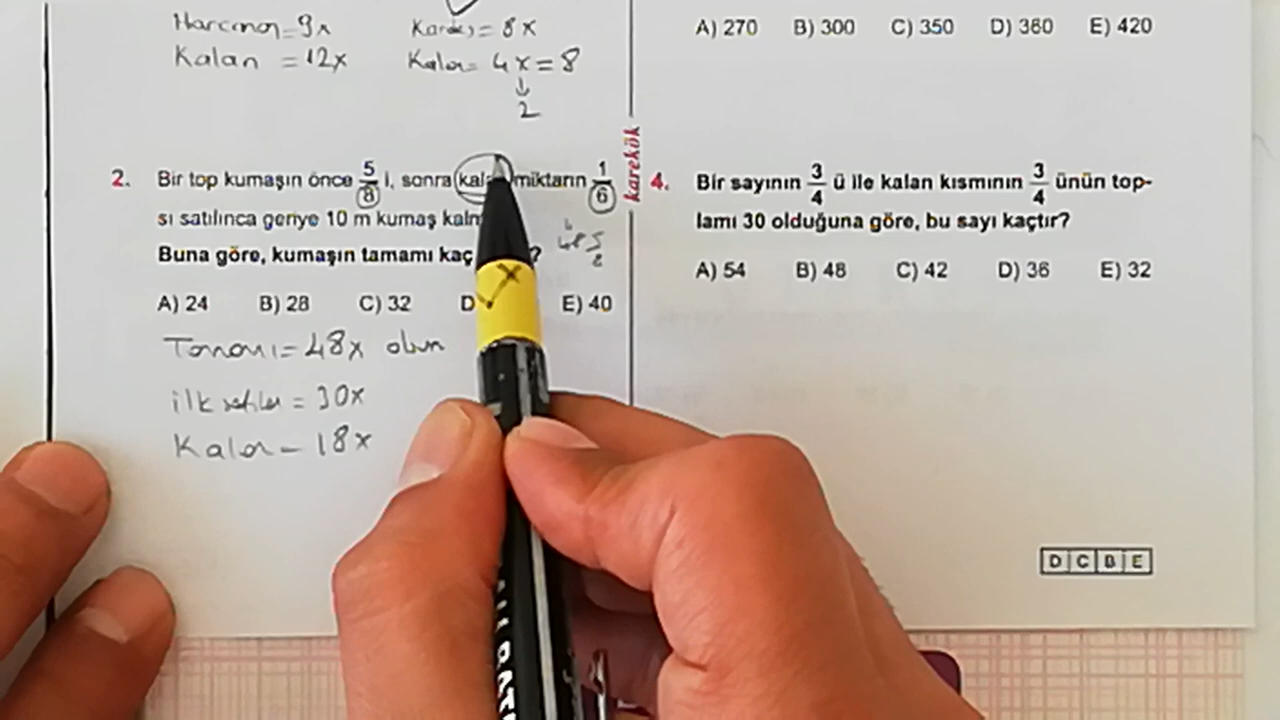 Harcanan = 9x
Kalan = 12x
Kardeş = 8x
Kalan = 4x = 8
2
2. Bir top kumaşın önce 5/8 i, sonra kalan miktarın 1/6
sı satılınca geriye 10 m kumaş
Buna göre, kumaşın tamamı kaç ?
A) 24 B) 28 C) 32 D E) 40
48 5/8
Tamamı = 48x olsun
ilk satılan = 30x
Kalan = 18x
A) 270 B) 300 C) 350 D) 360 E) 420
karekök
4. Bir sayının 3/4 ü ile kalan kısmının 3/4 ünün top-
lamı 30 olduğuna göre, bu sayı kaçtır?
A) 54 B) 48 C) 42 D) 36 E) 32
D C B E